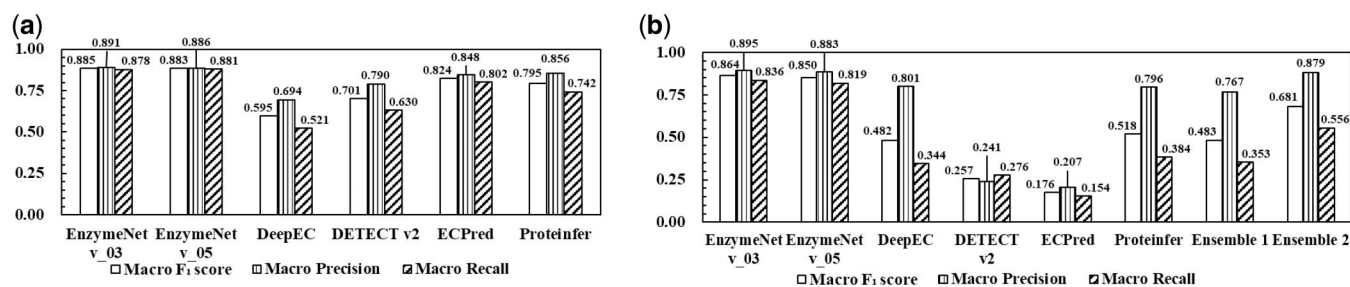 (a)
1.00
0.75
0.50
0.25
0.00
0.885 0.891 0.878
0.883 0.886 0.881
0.595 0.694 0.521
0.701 0.790 0.630
0.824 0.848 0.802
0.795 0.856 0.742
EnzymeNet EnzymeNet DeepEC DETECT v2 ECPred Proteinfer
v_03 v_05
Macro F₁ score Macro Precision Macro Recall
(b)
1.00
0.75
0.50
0.25
0.00
0.864 0.895 0.836
0.850 0.883 0.819
0.482 0.801 0.344
0.257 0.241 0.276
0.176 0.207 0.154
0.518 0.796 0.384
0.483 0.767 0.353
0.681 0.879 0.556
EnzymeNet EnzymeNet DeepEC DETECT ECPred Proteinfer Ensemble 1 Ensemble 2
v_03 v_05 v2
Macro F₁ score Macro Precision Macro Recall